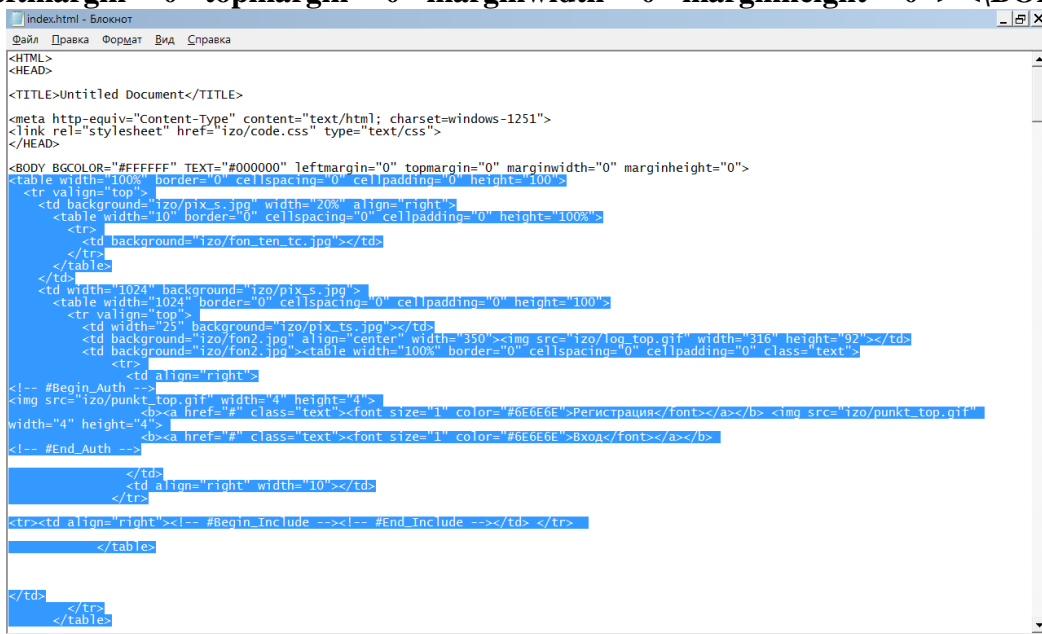 leftmargin="0" topmargin="0" marginwidth="0" marginheight="0"><\BOD
index.html - Блокнот
Файл Правка Формат Вид Справка
<HTML>
<HEAD>
<TITLE>Untitled Document</TITLE>
<meta http-equiv="Content-Type" content="text/html; charset=windows-1251">
<link rel="stylesheet" href="izo/code.css" type="text/css">
</HEAD>
<BODY BGCOLOR="#FFFFFF" TEXT="#000000" leftmargin="0" topmargin="0" marginwidth="0" marginheight="0">
<table width="100%" border="0" cellspacing="0" cellpadding="0" height="100">
<tr valign="top">
<td background="izo/pix_s.jpg" width="20%" align="right">
<table width="10" border="0" cellspacing="0" cellpadding="0" height="100%">
<tr>
<td background="izo/fon_ten_tc.jpg"></td>
</tr>
</table>
</td>
<td width="1024" background="izo/pix_s.jpg">
<table width="1024" border="0" cellspacing="0" cellpadding="0" height="100">
<tr valign="top">
<td width="25" background="izo/pix_ts.jpg"></td>
<td background="izo/fon2.jpg" align="center" width="350"><img src="izo/log_top.gif" width="316" height="92"></td>
<td background="izo/fon2.jpg"><table width="100%" border="0" cellspacing="0" cellpadding="0" class="text">
<tr>
<td align="right">
<!-- #Begin_Auth -->
<img src="izo/punkt_top.gif" width="4" height="4">
<b><a href="#" class="text"><font size="1" color="#6E6E6E">Регистрация</font></a></b> <img src="izo/punkt_top.gif"
width="4" height="4">
<b><a href="#" class="text"><font size="1" color="#6E6E6E">Вход</font></a></b>
<!-- #End_Auth -->
</td>
<td align="right" width="10"></td>
</tr>
<tr><td align="right"><!-- #Begin_Include --><!-- #End_Include --></td> </tr>
</table>
</td>
</tr>
</table>